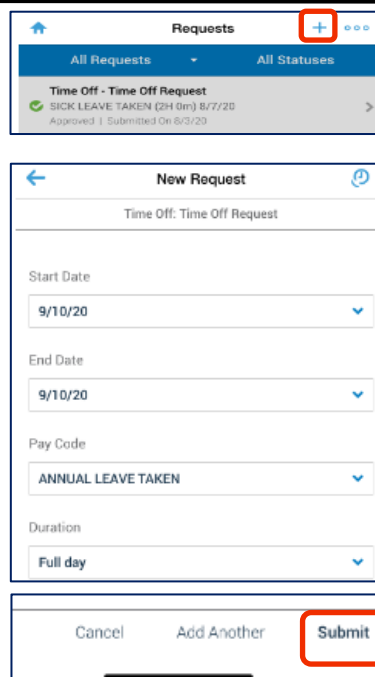 Requests
All Requests All Statuses
Time Off - Time Off Request
SICK LEAVE TAKEN (2H 0m) 8/7/20
Approved | Submitted On 8/3/20
New Request
Time Off: Time Off Request
Start Date
9/10/20
End Date
9/10/20
Pay Code
ANNUAL LEAVE TAKEN
Duration
Full day
Cancel Add Another Submit